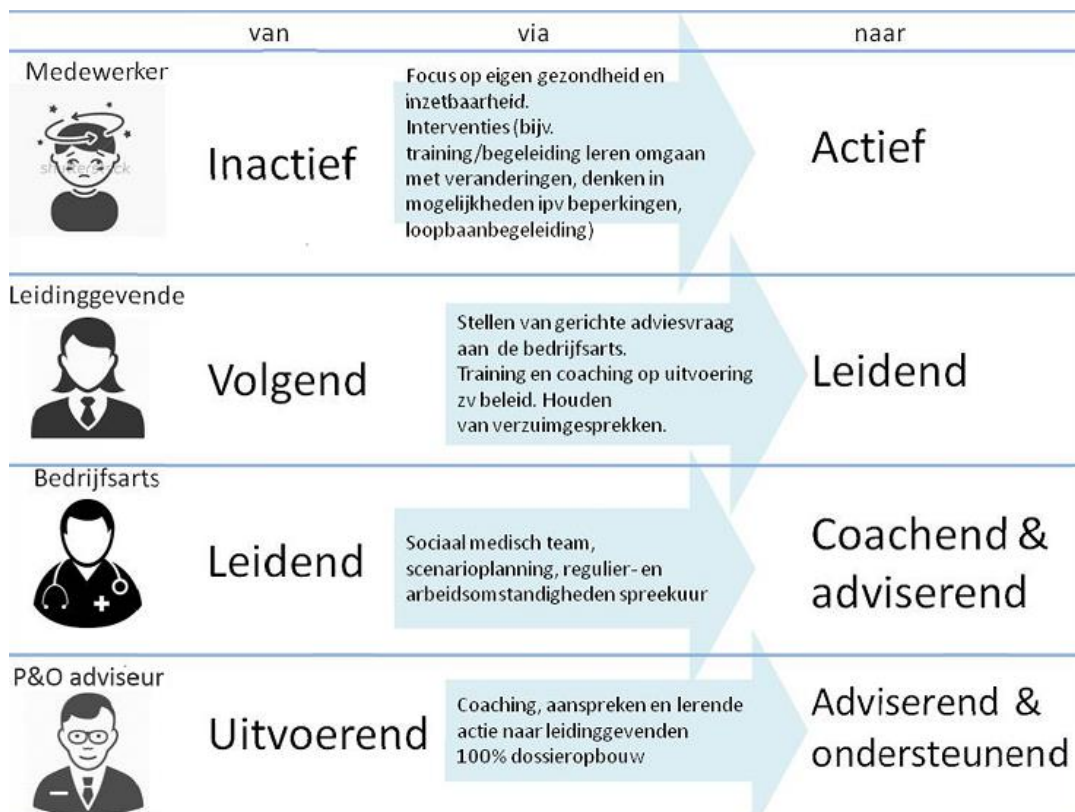 van via naar
Medewerker
shutterstock
Inactief
Focus op eigen gezondheid en
inzetbaarheid.
Interventies (bijv.
training/begeleiding leren omgaan
met veranderingen, denken in
mogelijkheden ipv beperkingen,
loopbaanbegeleiding)
Actief
Leidinggevende
Volgend
Stellen van gerichte adviesvraag
aan de bedrijfsarts.
Training en coaching op uitvoering
zv beleid. Houden
van verzuimgesprekken.
Leidend
Bedrijfsarts
Leidend
Sociaal medisch team,
scenarioplanning, regulier- en
arbeidsomstandigheden spreekuur
Coachend &
adviserend
P&O adviseur
Uitvoerend
Coaching, aanspreken en lerende
actie naar leidinggevenden
100% dossieropbouw
Adviserend &
ondersteunend